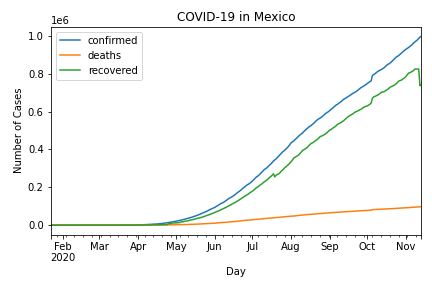 COVID-19 in Mexico
1e6
confirmed
deaths
recovered
1.0
0.8
0.6
0.4
0.2
0.0
Number of Cases
Feb Mar Apr May Jun Jul Aug Sep Oct Nov
2020
Day